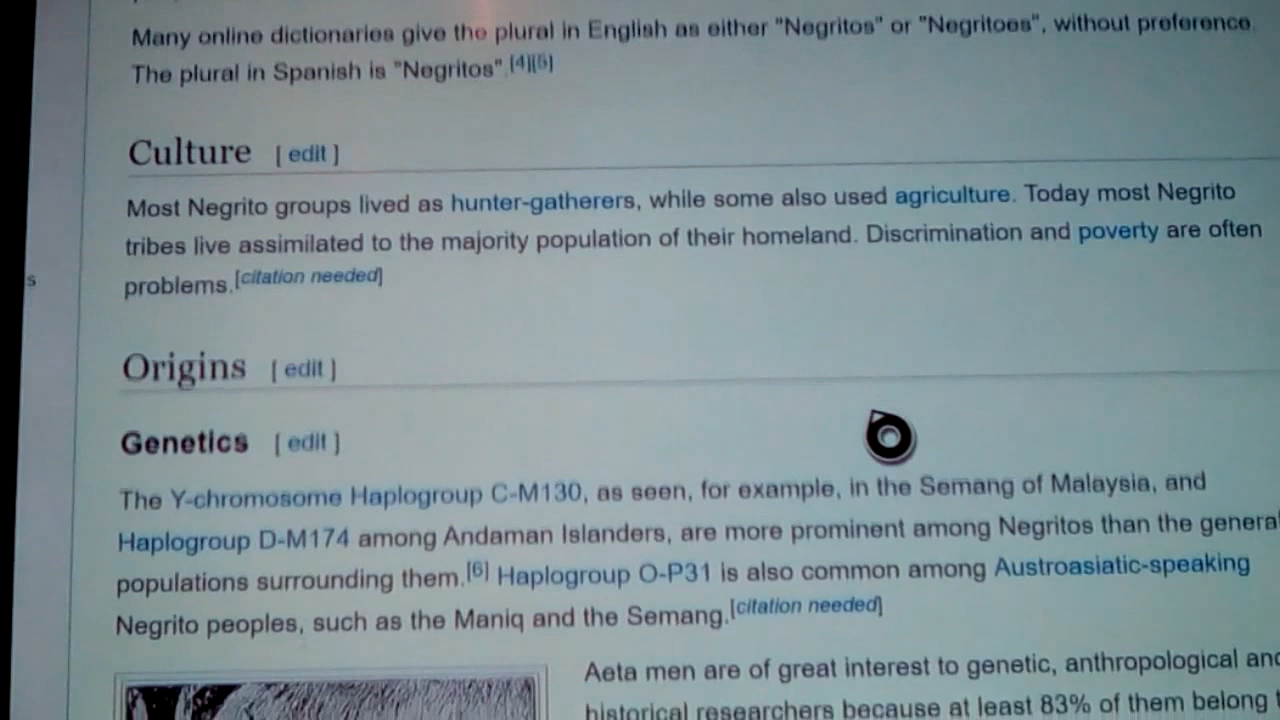 Many online dictionaries give the plural in English as either "Negritos" or "Negritoes", without preference.
The plural in Spanish is "Negritos".[4][5]
Culture [ edit ]
Most Negrito groups lived as hunter-gatherers, while some also used agriculture. Today most Negrito
tribes live assimilated to the majority population of their homeland. Discrimination and poverty are often
problems.[citation needed]
s
Origins [ edit ]
Genetics [ edit ]
The Y-chromosome Haplogroup C-M130, as seen, for example, in the Semang of Malaysia, and
Haplogroup D-M174 among Andaman Islanders, are more prominent among Negritos than the general
populations surrounding them.[6] Haplogroup O-P31 is also common among Austroasiatic-speaking
Negrito peoples, such as the Maniq and the Semang.[citation needed]
Aeta men are of great interest to genetic, anthropological and
historical researchers because at least 83% of them belong